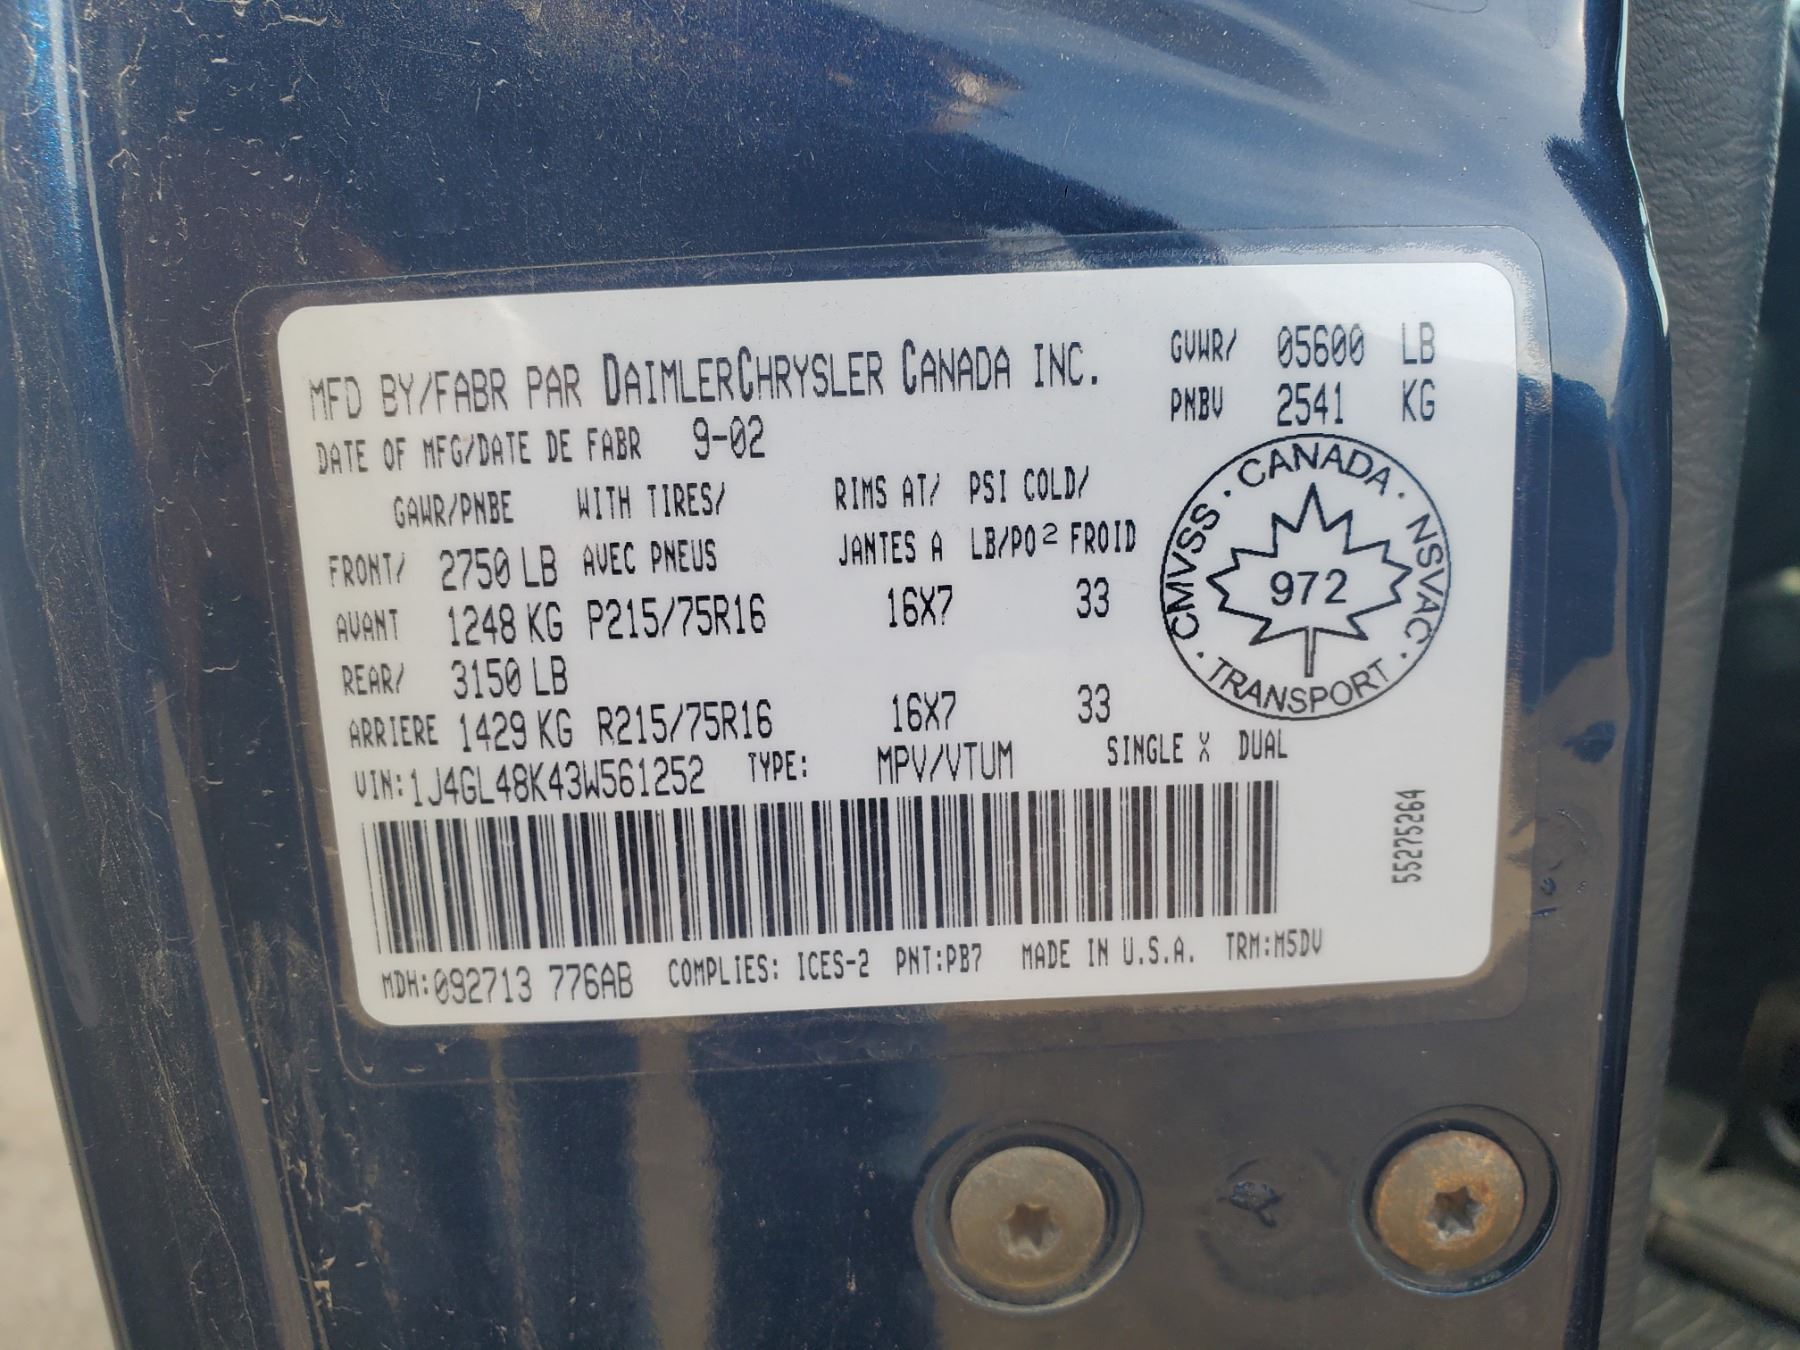 MFD BY/FABR PAR DAIMLERCHRYSLER CANADA INC.
GVWR/ 05600 LB
PNBV 2541 KG
DATE OF MFG/DATE DE FABR 9-02
GAWR/PNBE WITH TIRES/ RIMS AT/ PSI COLD/
FRONT/ 2750 LB AVEC PNEUS JANTES A LB/PO² FROID
AVANT 1248 KG P215/75R16 16X7 33
REAR/ 3150 LB
ARRIERE 1429 KG R215/75R16 16X7 33
CMVSS · CANADA · NSVAC · TRANSPORT ·
972
VIN:1J4GL48K43W561252 TYPE: MPV/VTUM SINGLE X DUAL
55275264
MDH:092713 776AB COMPLIES: ICES-2 PNT:PB7 MADE IN U.S.A. TRM:M5DV